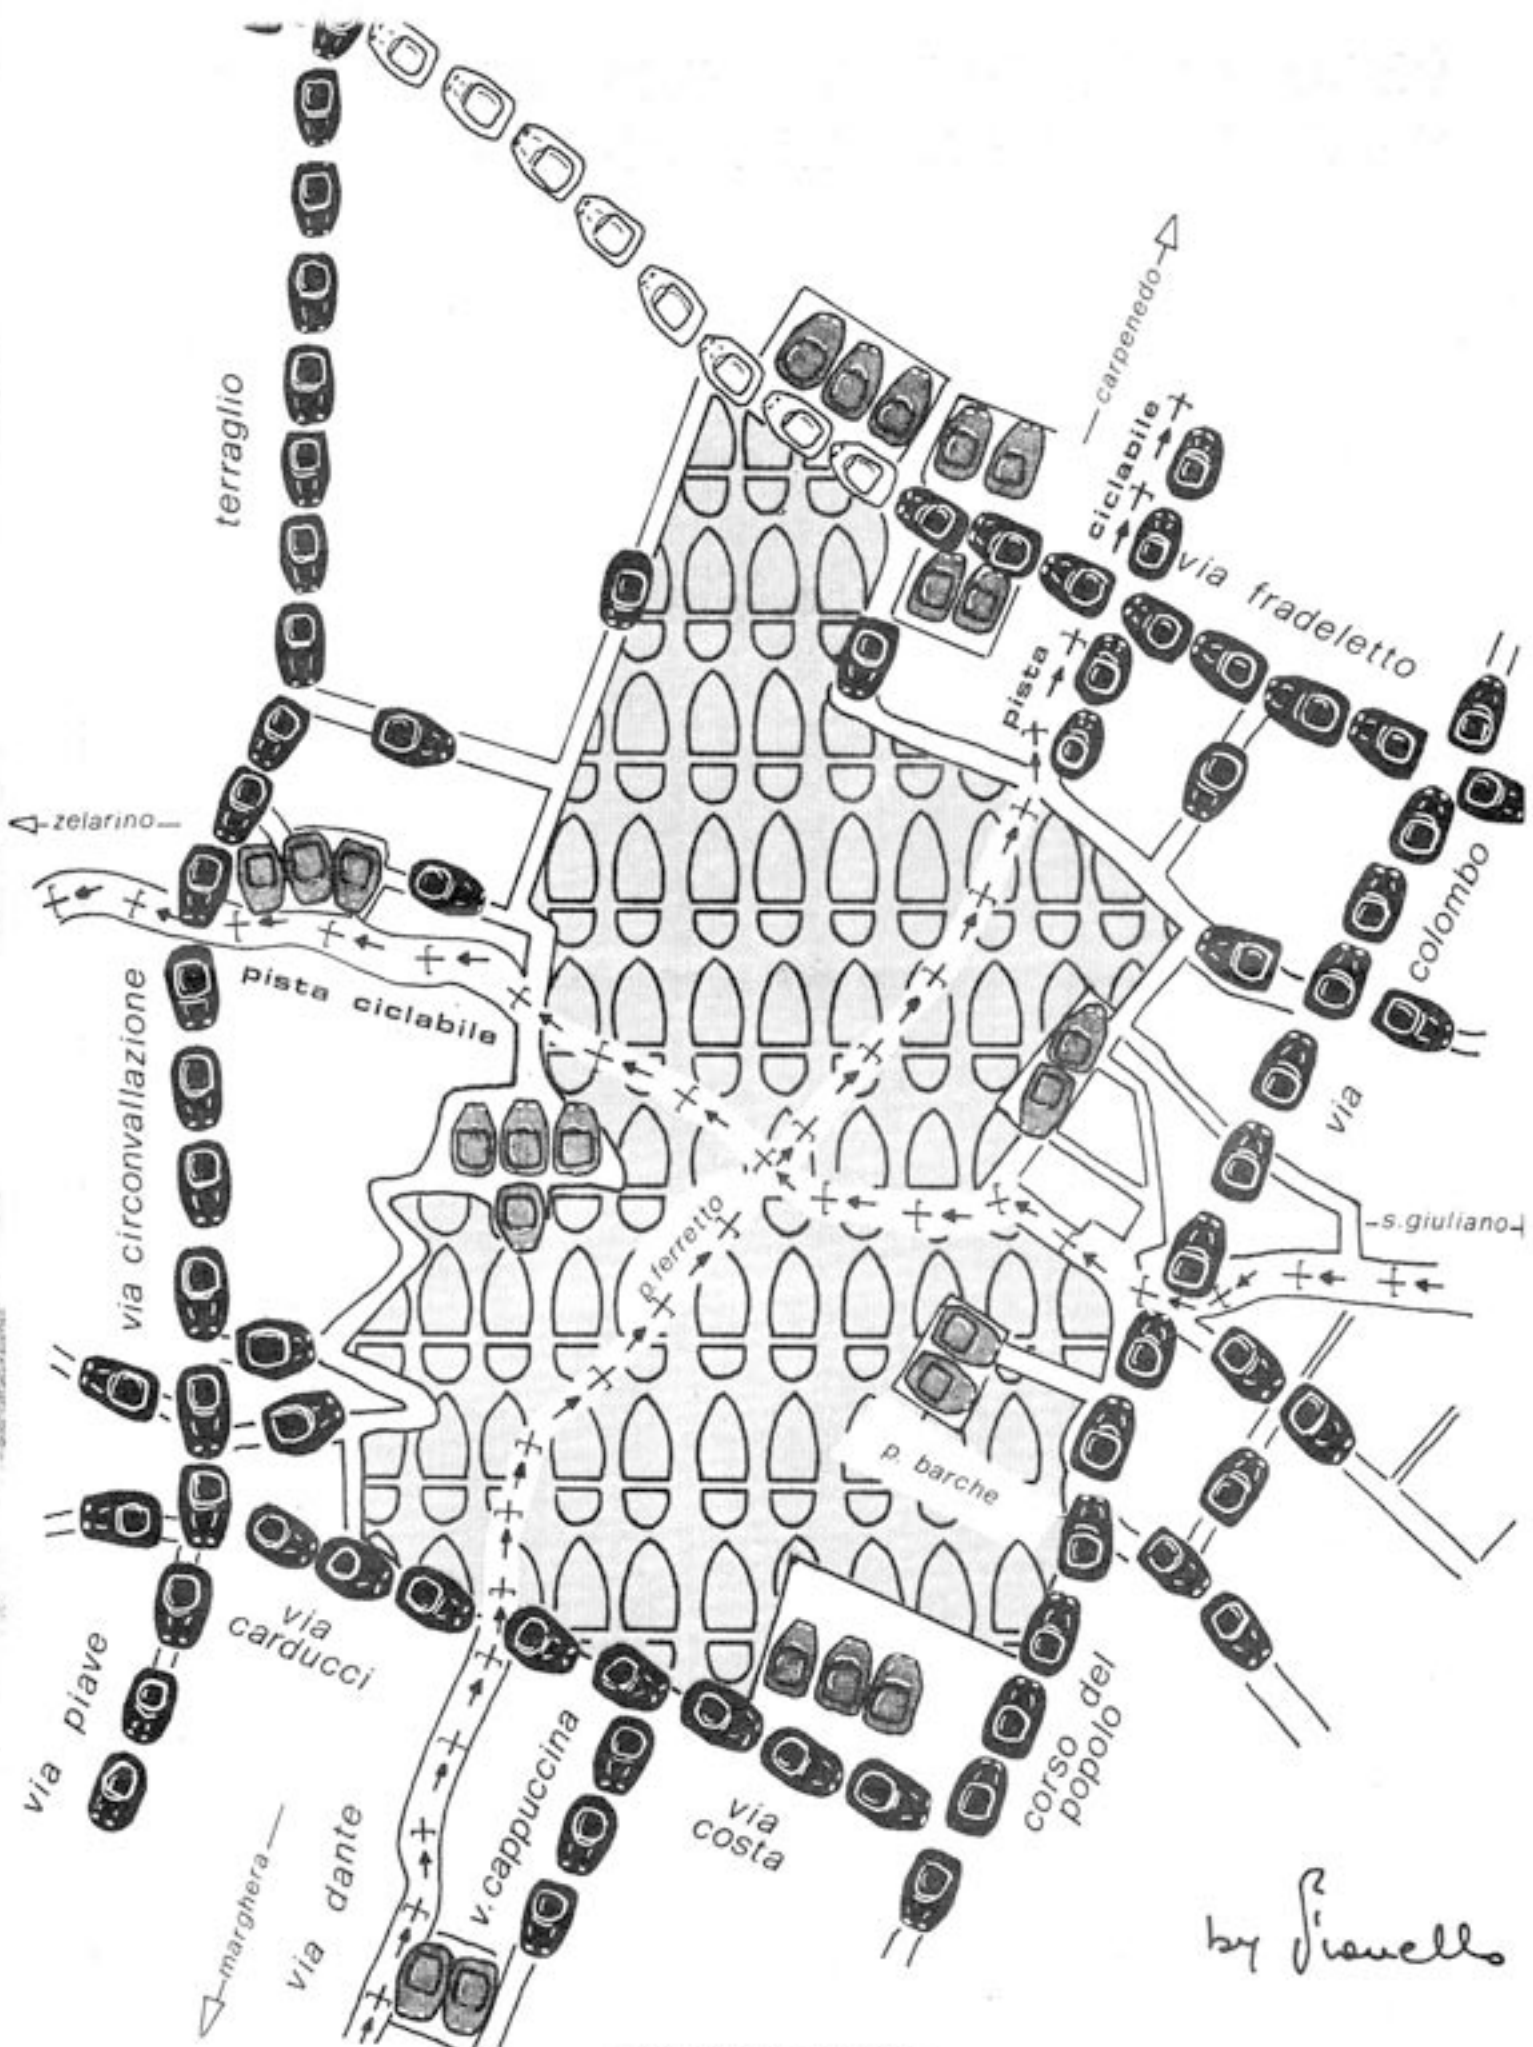 carpenedo
ciclabile
terraglio
via fradeletto
pista
zelarino
colombo
pista ciclabile
via circonvallazione
via
s.giuliano
p.ferretto
p. barche
via
carducci
via piave
corso del
popolo
v. cappuccina
via
costa
via dante
marghera
by Pianello